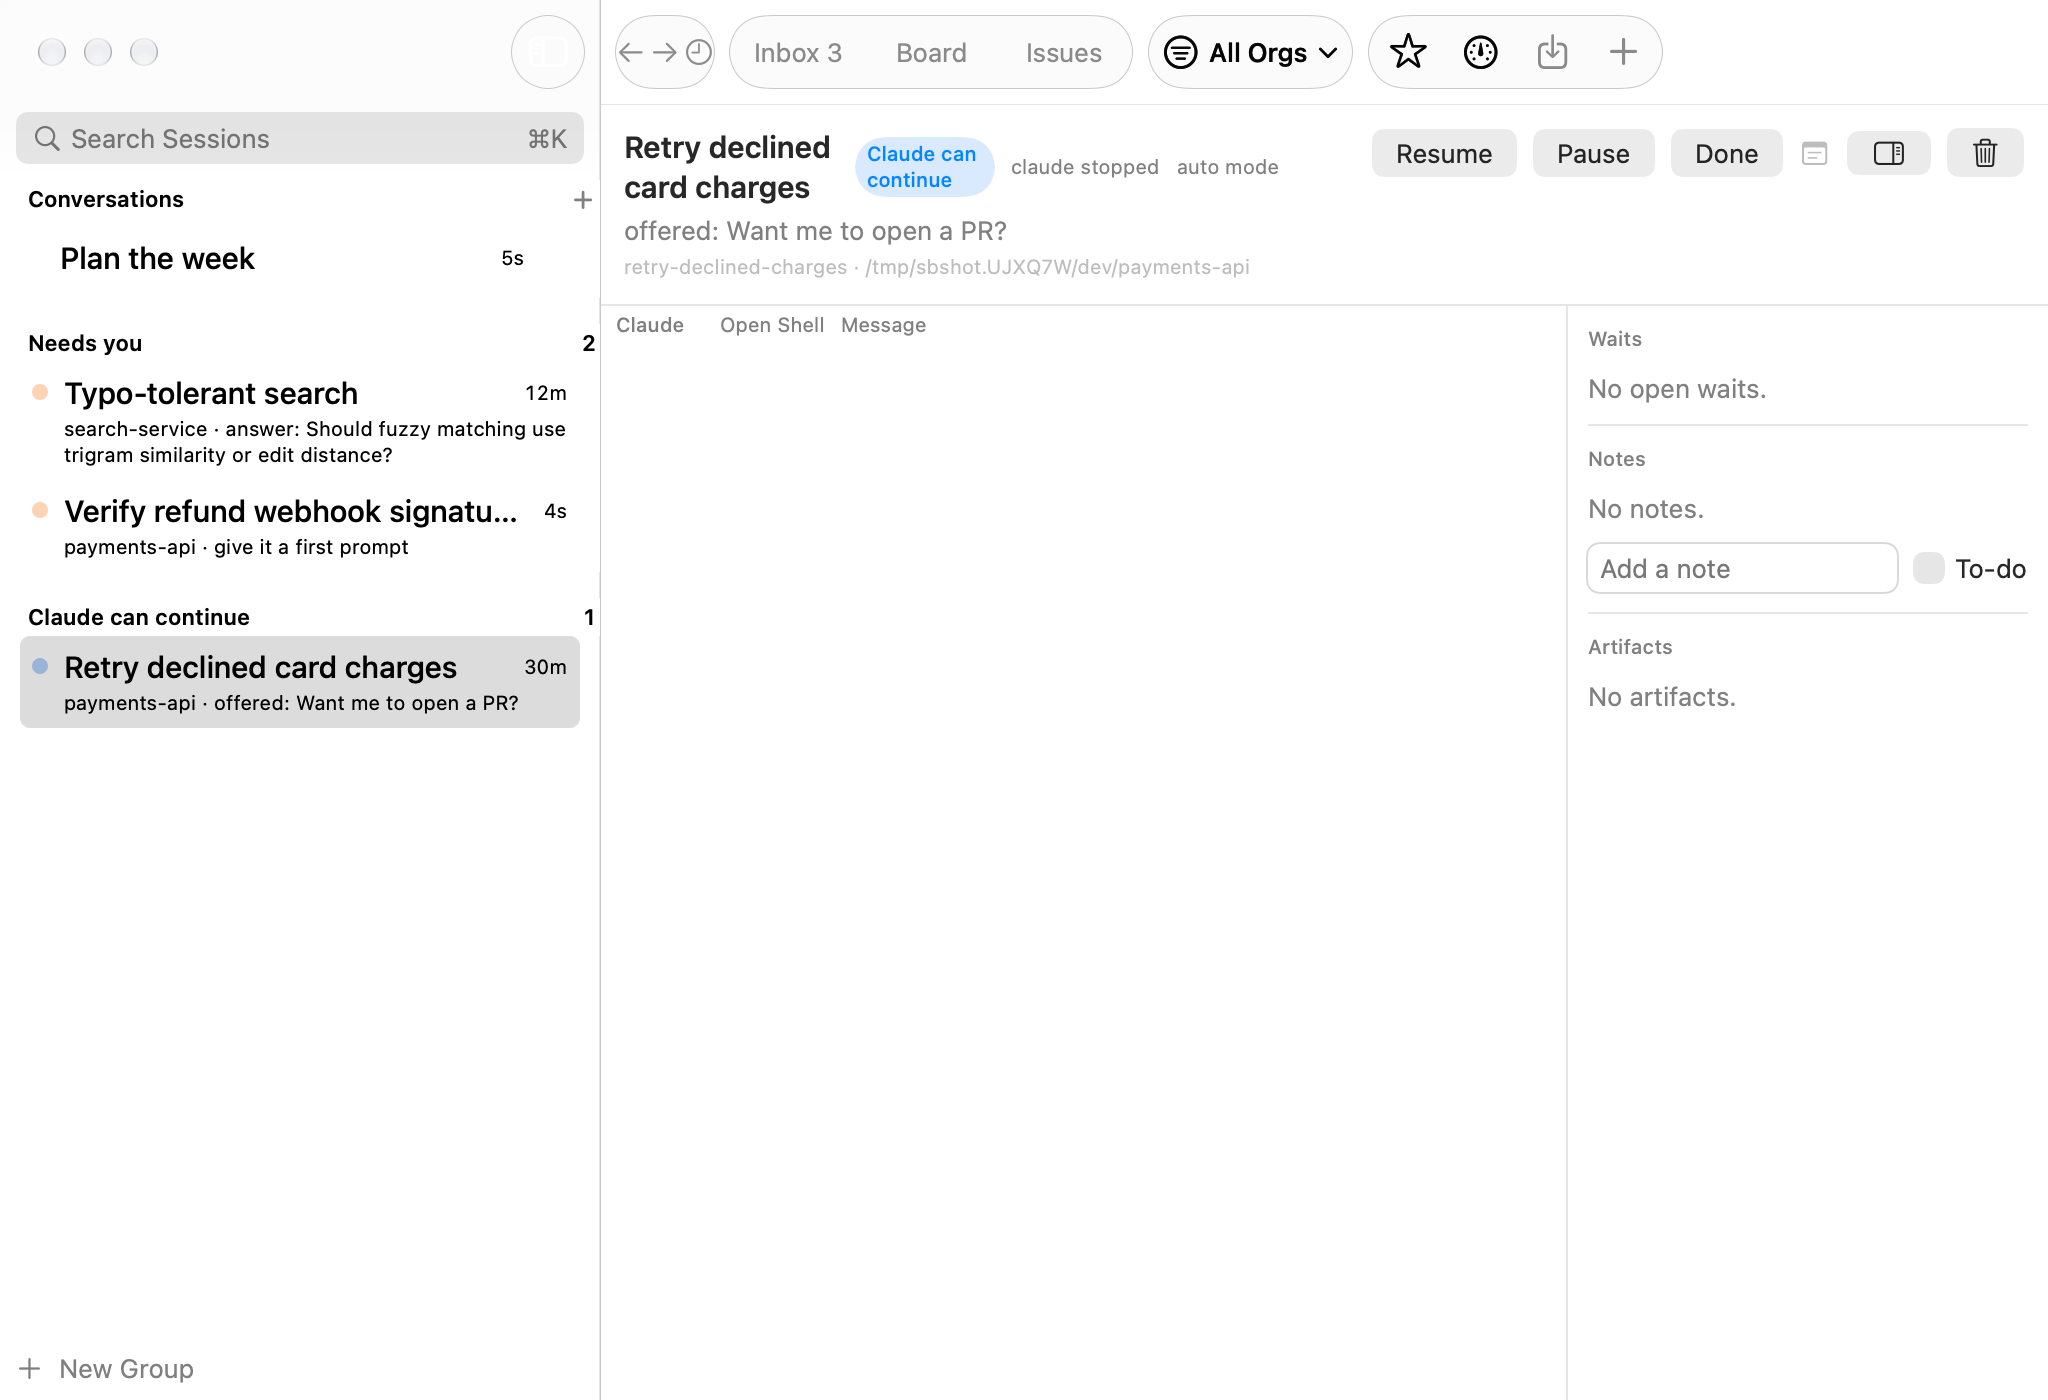 Search Sessions ⌘K
Conversations
Plan the week 5s
Needs you 2
Typo-tolerant search 12m
search-service · answer: Should fuzzy matching use
trigram similarity or edit distance?
Verify refund webhook signatu... 4s
payments-api · give it a first prompt
Claude can continue 1
Retry declined card charges 30m
payments-api · offered: Want me to open a PR?
New Group
Inbox 3 Board Issues All Orgs
Retry declined
card charges
Claude can
continue
claude stopped auto mode
Resume Pause Done
offered: Want me to open a PR?
retry-declined-charges · /tmp/sbshot.UJXQ7W/dev/payments-api
Claude Open Shell Message
Waits
No open waits.
Notes
No notes.
Add a note To-do
Artifacts
No artifacts.